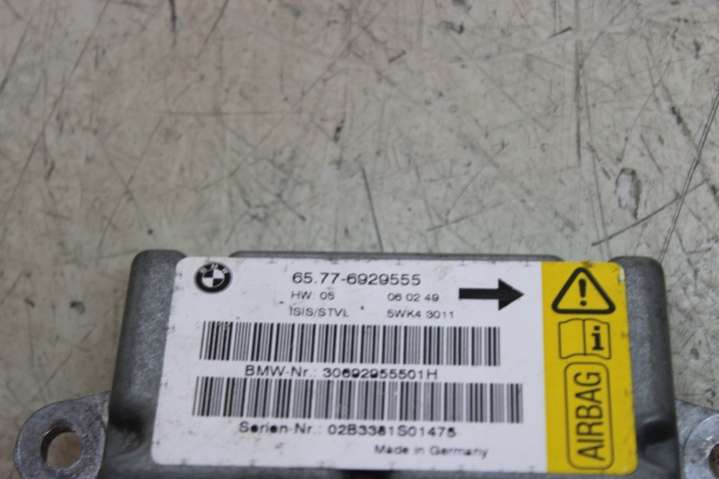 BMW
65.77-6929555
HW: 05 06 02 49
ISIS/STVL 5WK4 3011
BMW-Nr.: 30692955501H
Serien-Nr.: 02B3381S01475
Made in Germany
i
AIRBAG